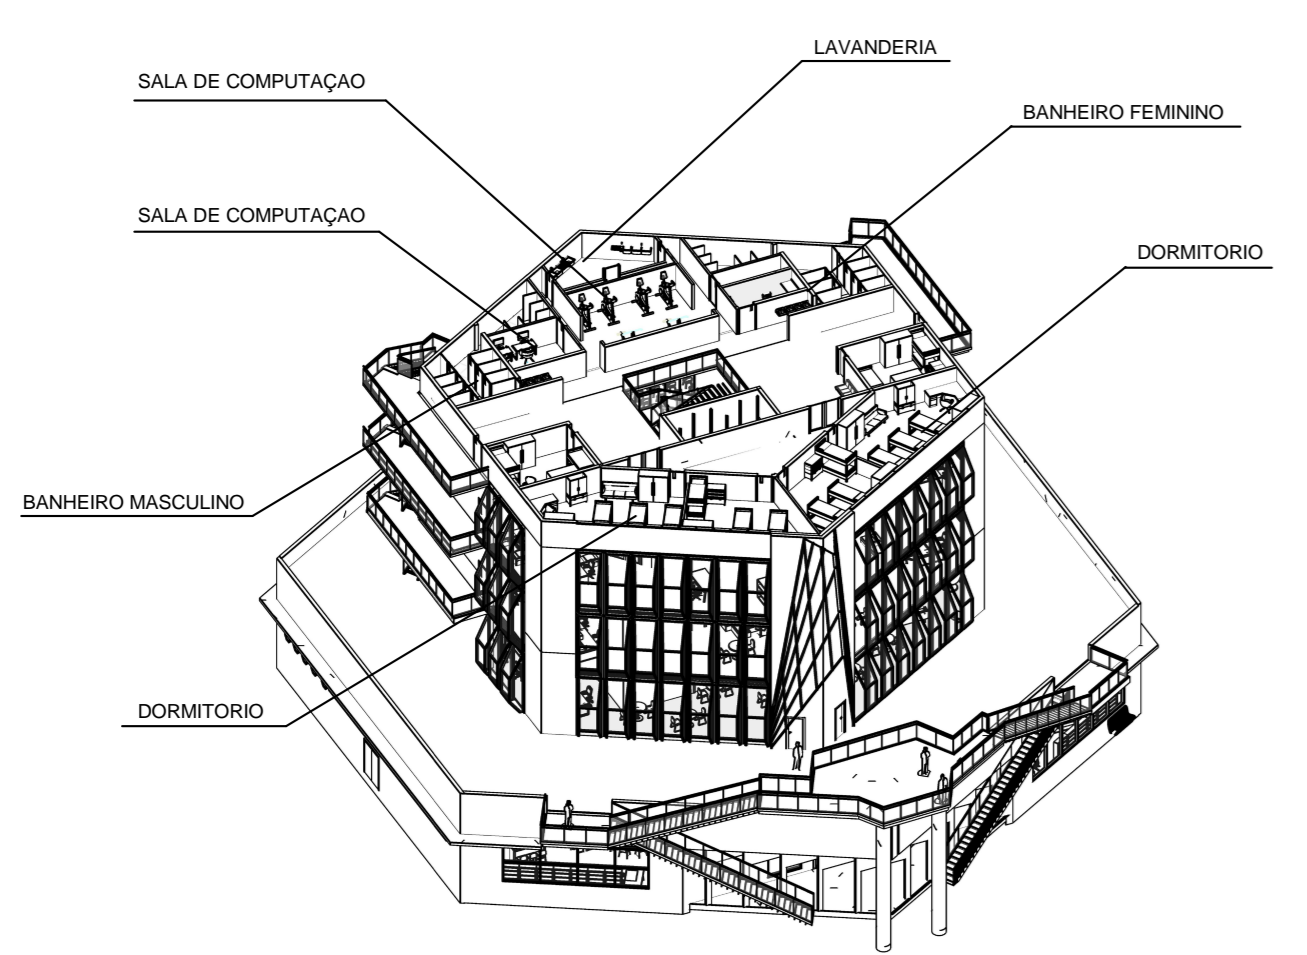 LAVANDERIA
SALA DE COMPUTAÇAO
BANHEIRO FEMININO
SALA DE COMPUTAÇAO
DORMITORIO
BANHEIRO MASCULINO
DORMITORIO